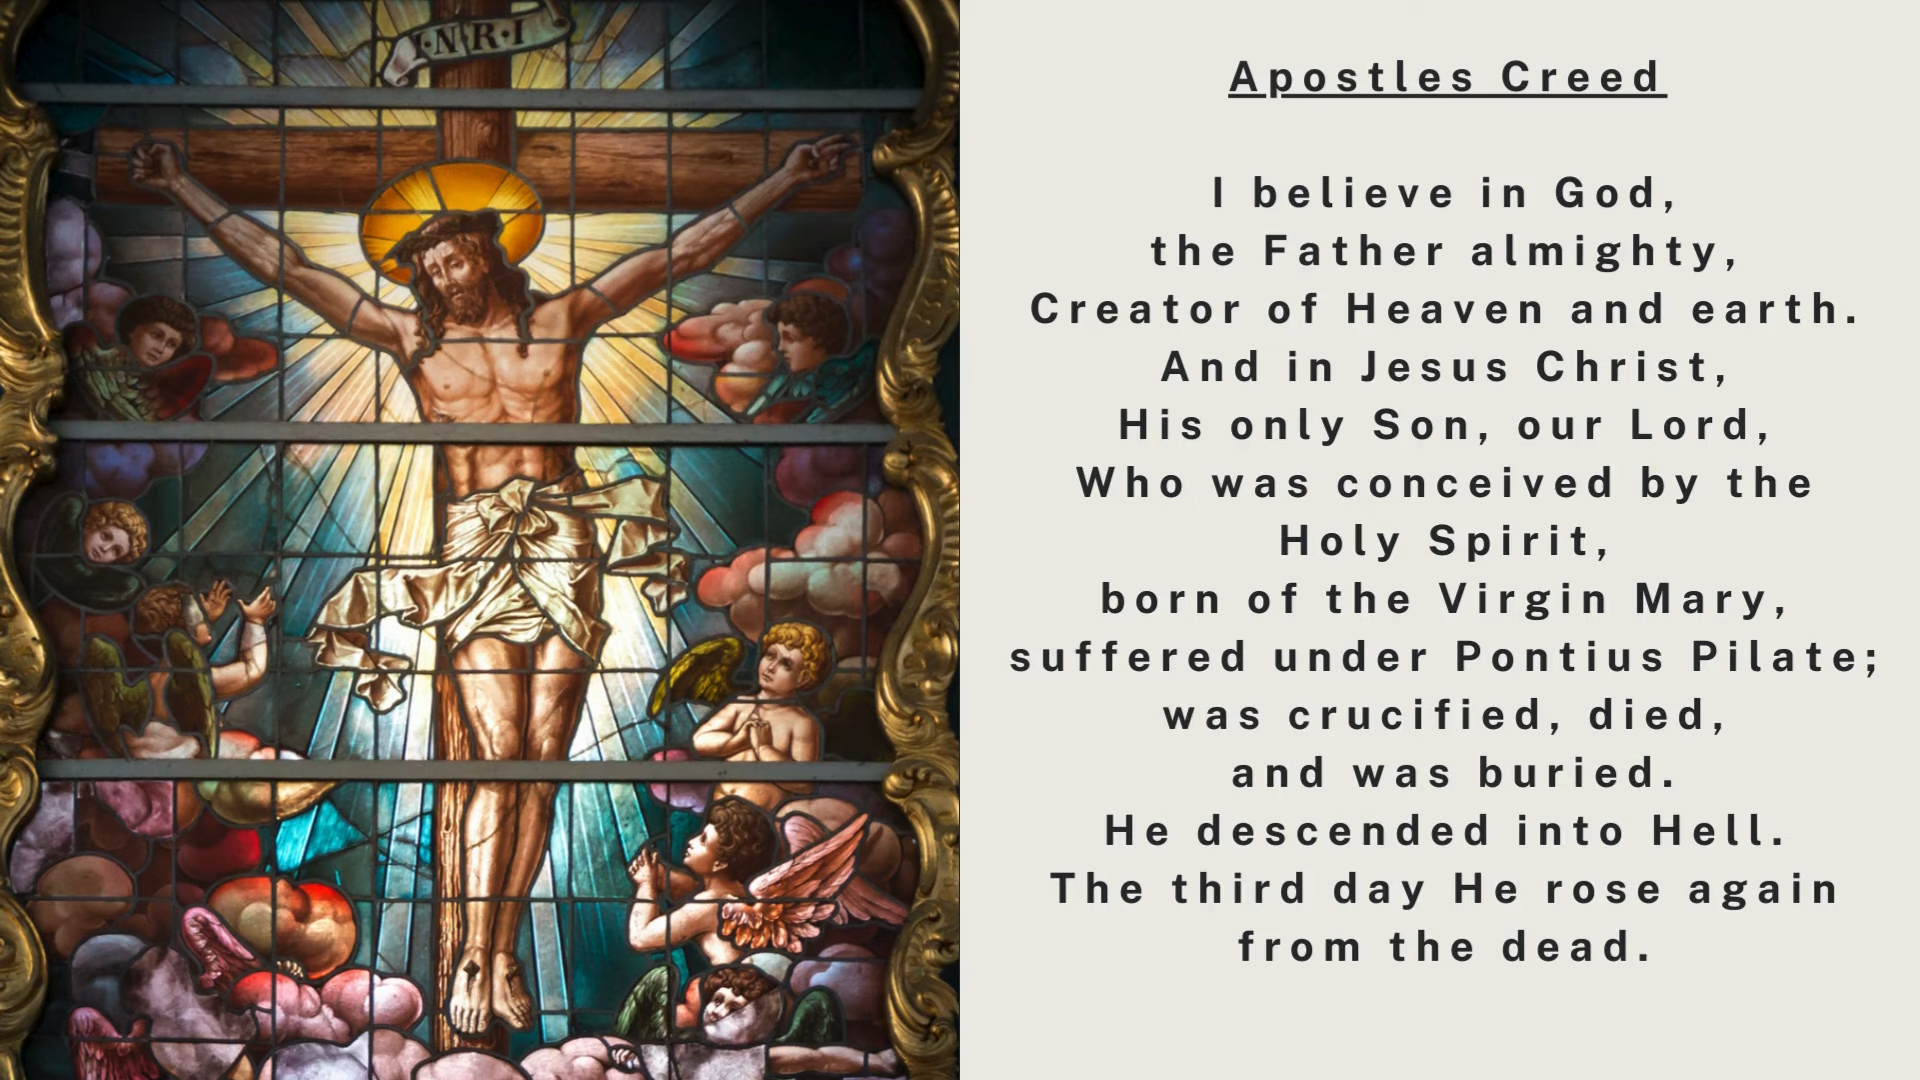 I·N·R·I
Apostles Creed
I believe in God,
the Father almighty,
Creator of Heaven and earth.
And in Jesus Christ,
His only Son, our Lord,
Who was conceived by the
Holy Spirit,
born of the Virgin Mary,
suffered under Pontius Pilate;
was crucified, died,
and was buried.
He descended into Hell.
The third day He rose again
from the dead.